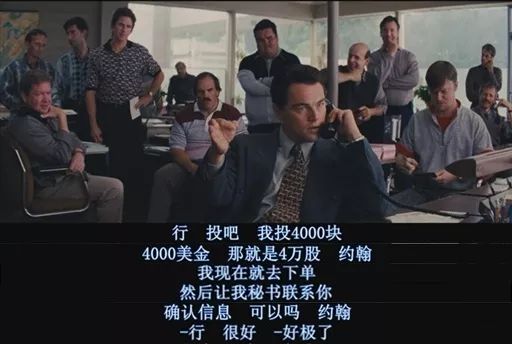 行 投吧 我投4000块
4000美金 那就是4万股 约翰
我现在就去下单
然后让我秘书联系你
确认信息 可以吗 约翰
-行 很好 -好极了